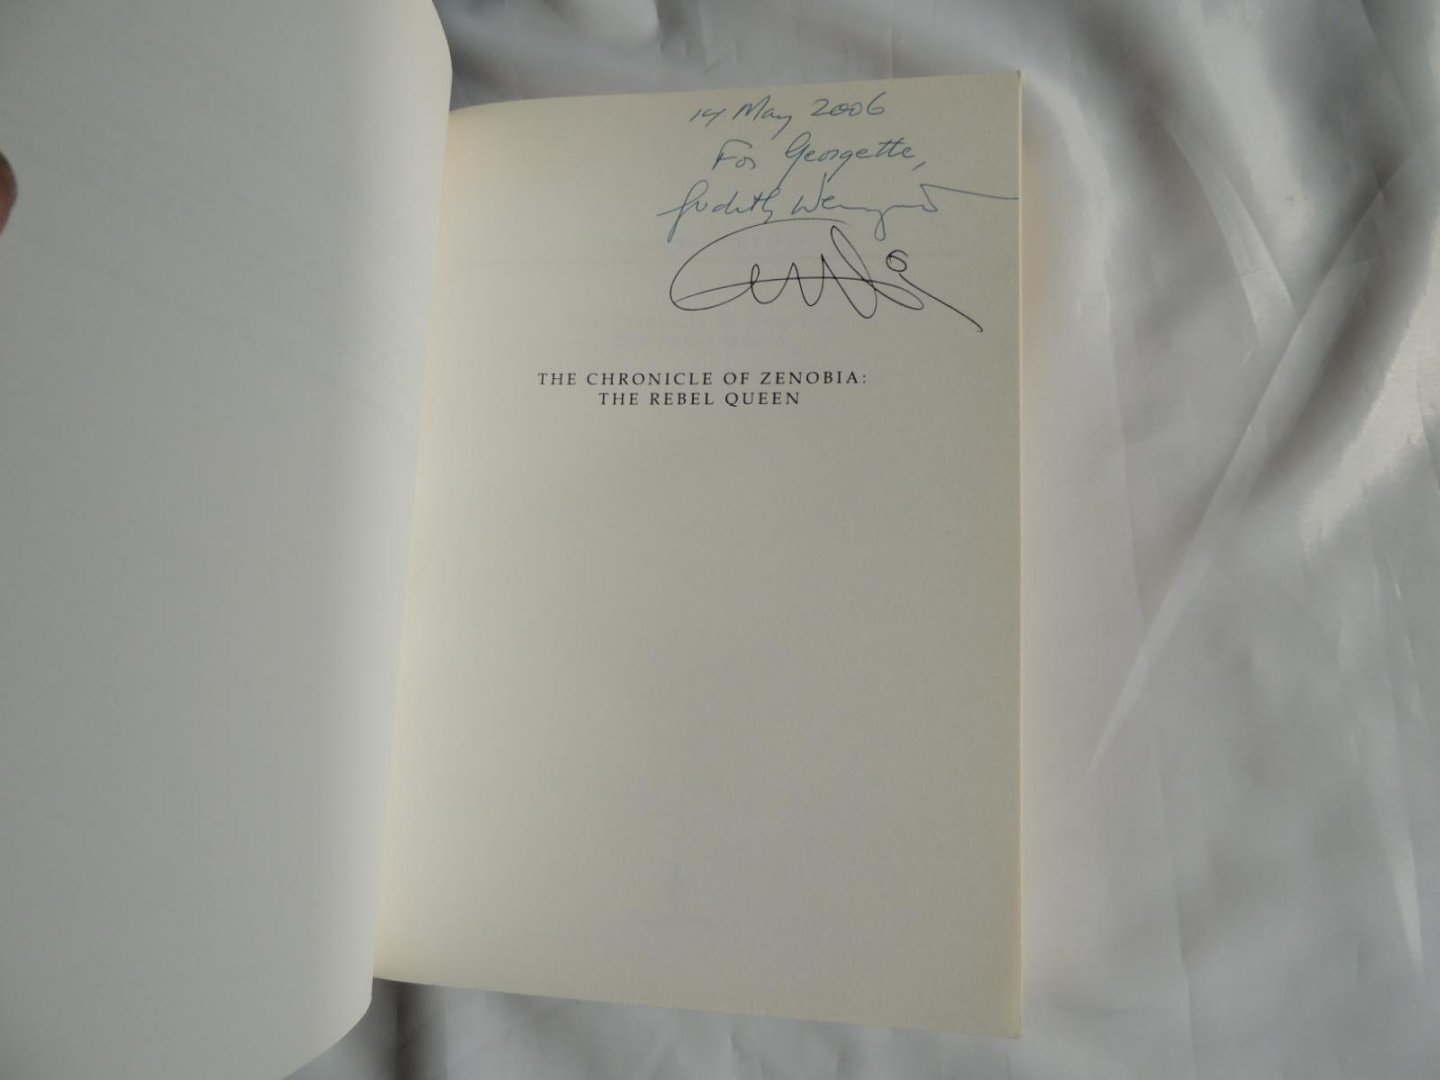 14 May 2006
For Georgette,
Judith Weingarten
THE CHRONICLE OF ZENOBIA:
THE REBEL QUEEN